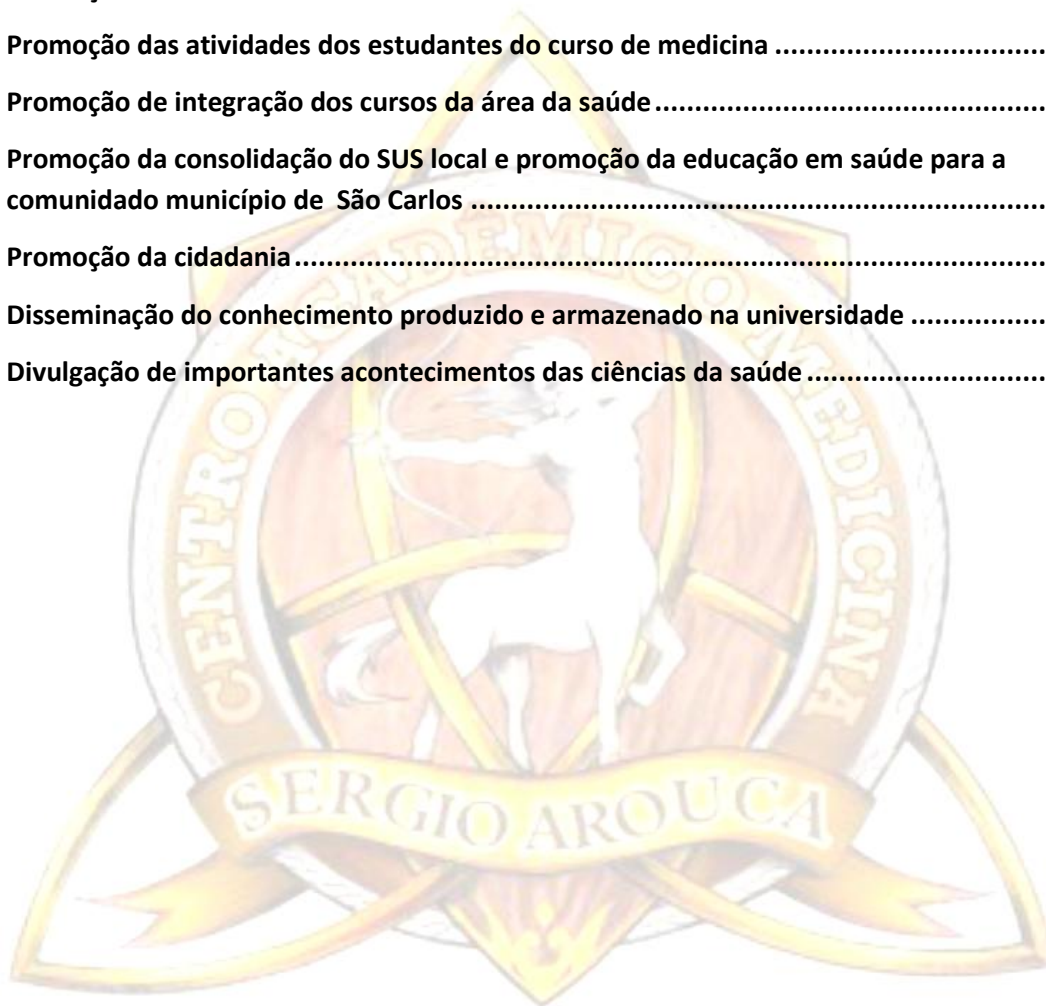 Promoção das atividades dos estudantes do curso de medicina ..................................
Promoção de integração dos cursos da área da saúde ..................................................
Promoção da consolidação do SUS local e promoção da educação em saúde para a
comunidado município de  São Carlos ..........................................................................
Promoção da cidadania .................................................................................................
Disseminação do conhecimento produzido e armazenado na universidade .................
Divulgação de importantes acontecimentos das ciências da saúde ..............................
CENTRO ACADÊMICO MEDICINA
SERGIO AROUCA